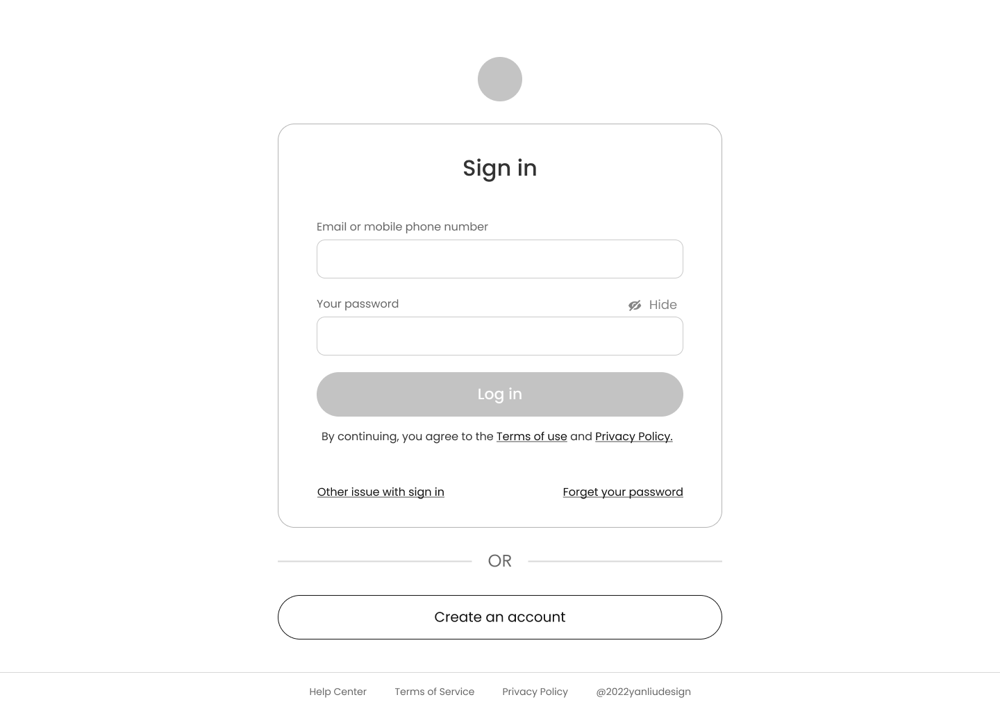 Sign in
Email or mobile phone number
Your password
Hide
Log in
By continuing, you agree to the Terms of use and Privacy Policy.
Other issue with sign in
Forget your password
OR
Create an account
Help Center
Terms of Service
Privacy Policy
@2022yanliudesign